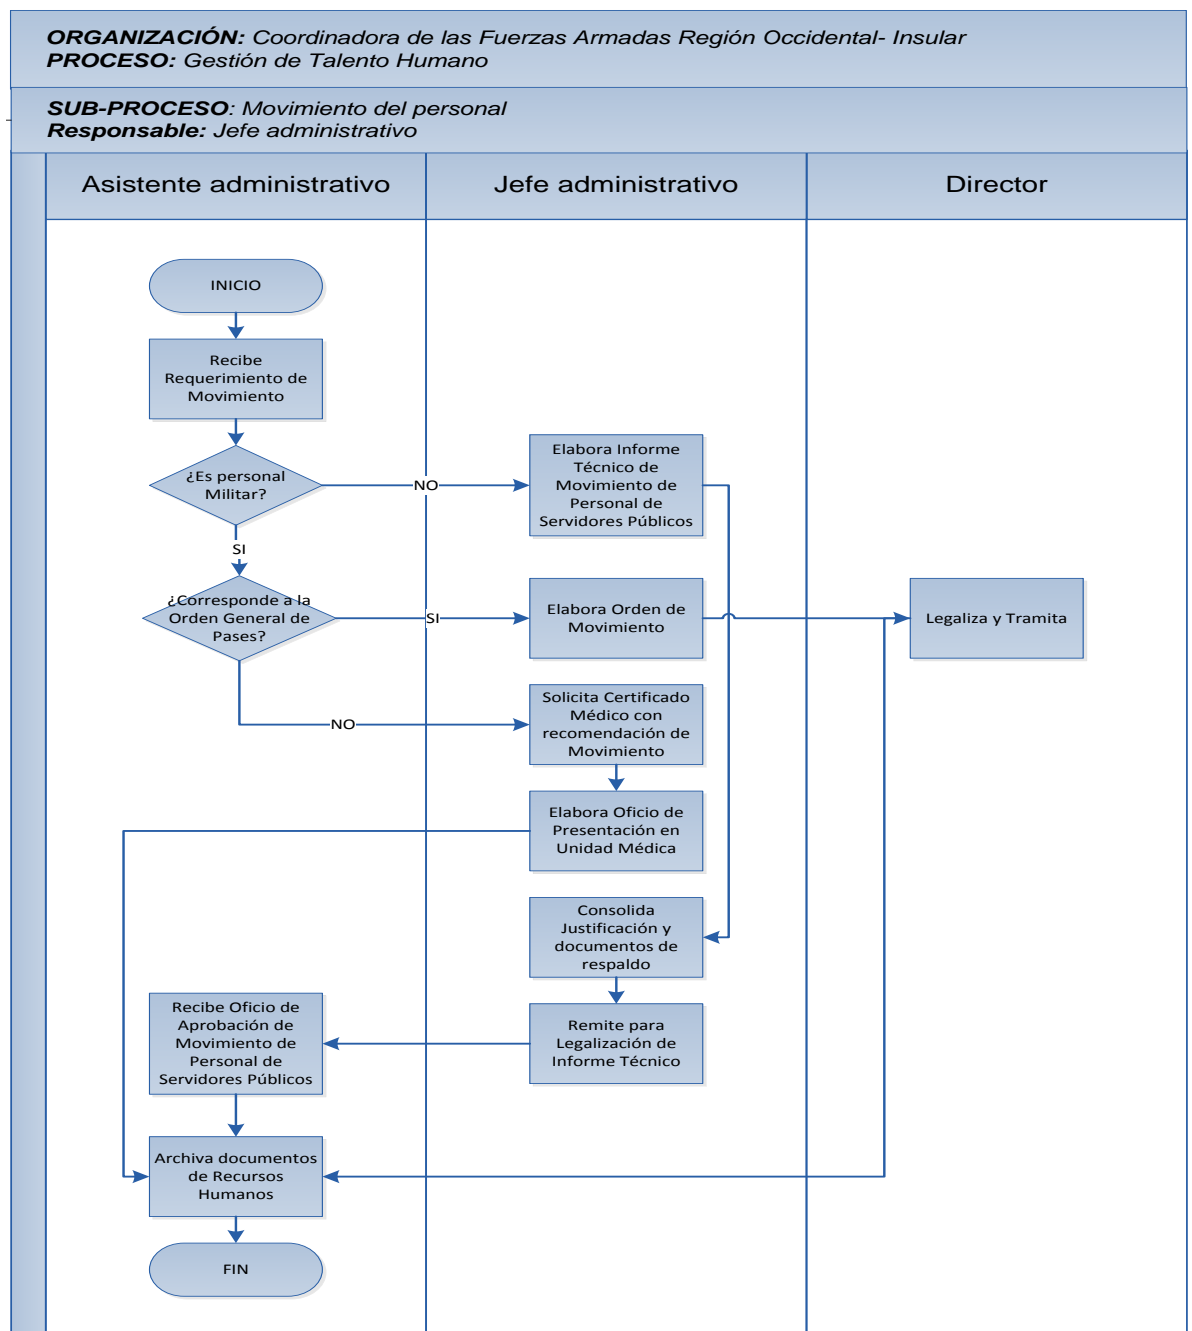 ORGANIZACIÓN: Coordinadora de las Fuerzas Armadas Región Occidental- Insular
PROCESO: Gestión de Talento Humano
SUB-PROCESO: Movimiento del personal
Responsable: Jefe administrativo
Asistente administrativo
Jefe administrativo
Director
INICIO
Recibe
Requerimiento de
Movimiento
¿Es personal
Militar?
NO
Elabora Informe
Técnico de
Movimiento de
Personal de
Servidores Públicos
SI
¿Corresponde a la
Orden General de
Pases?
SI
Elabora Orden de
Movimiento
Legaliza y Tramita
NO
Solicita Certificado
Médico con
recomendación de
Movimiento
Elabora Oficio de
Presentación en
Unidad Médica
Consolida
Justificación y
documentos de
respaldo
Remite para
Legalización de
Informe Técnico
Recibe Oficio de
Aprobación de
Movimiento de
Personal de
Servidores Públicos
Archiva documentos
de Recursos
Humanos
FIN